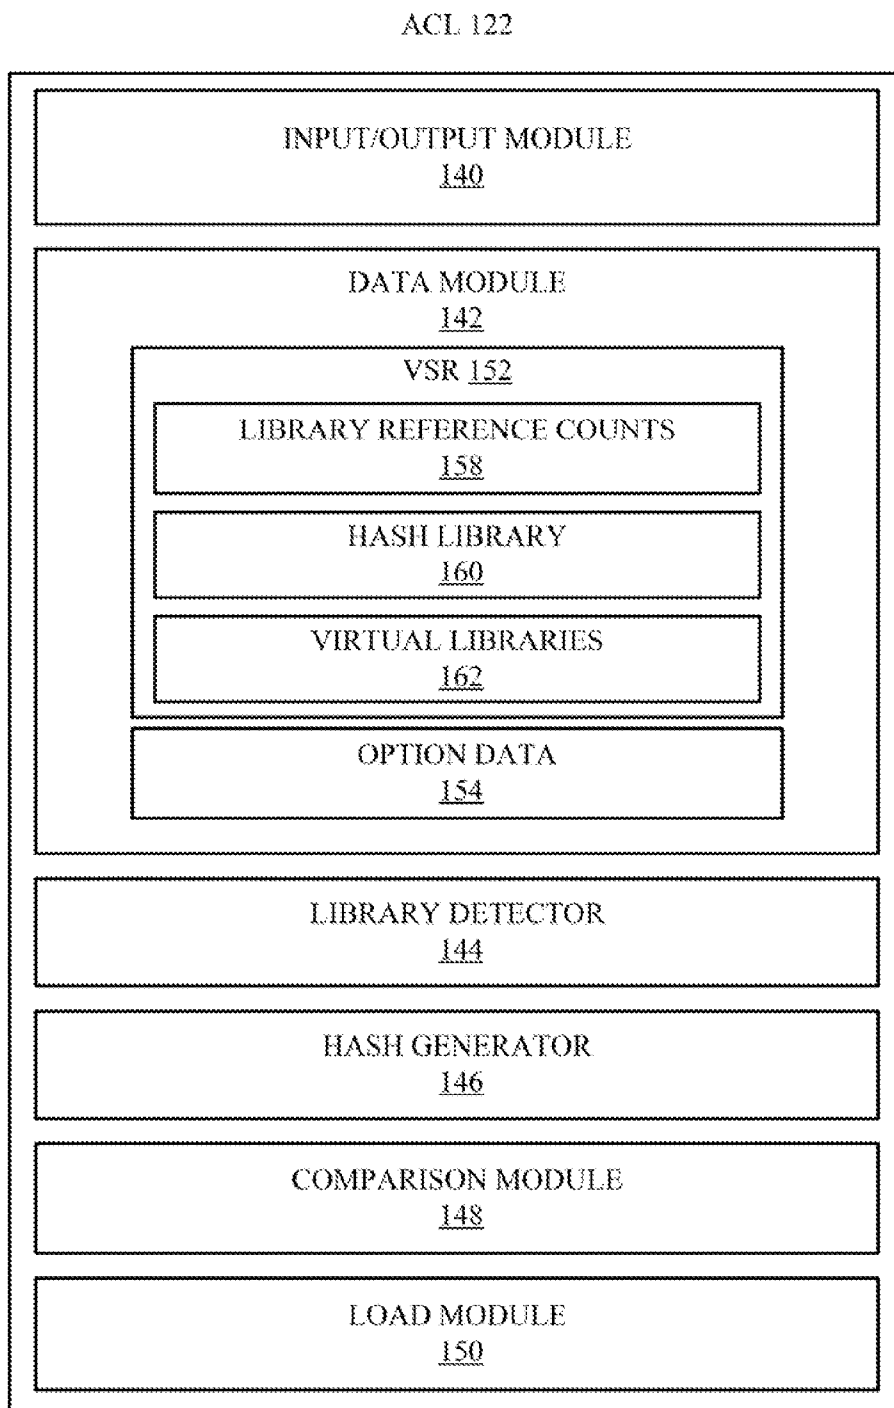 ACL 122
INPUT/OUTPUT MODULE
140
DATA MODULE
142
VSR 152
LIBRARY REFERENCE COUNTS
158
HASH LIBRARY
160
VIRTUAL LIBRARIES
162
OPTION DATA
154
LIBRARY DETECTOR
144
HASH GENERATOR
146
COMPARISON MODULE
148
LOAD MODULE
150